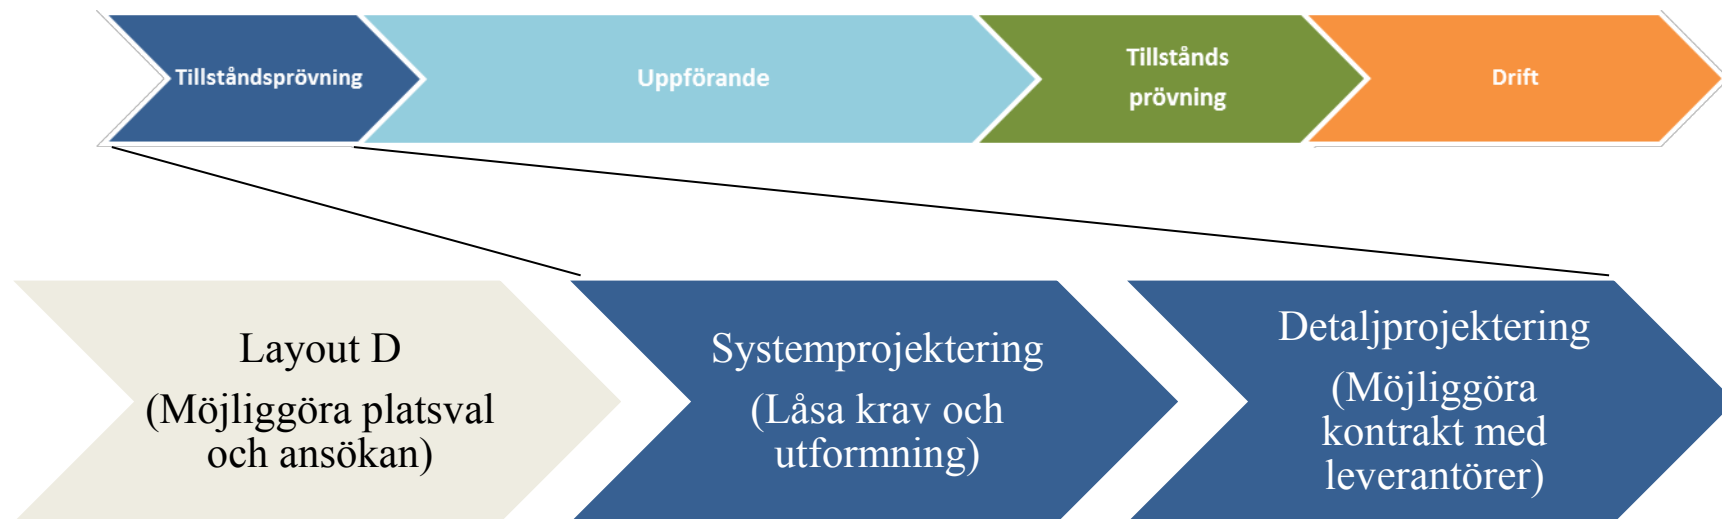 Tillståndsprövning
Uppförande
Tillstånds
prövning
Drift
Layout D
(Möjliggöra platsval
och ansökan)
Systemprojektering
(Låsa krav och
utformning)
Detaljprojektering
(Möjliggöra
kontrakt med
leverantörer)